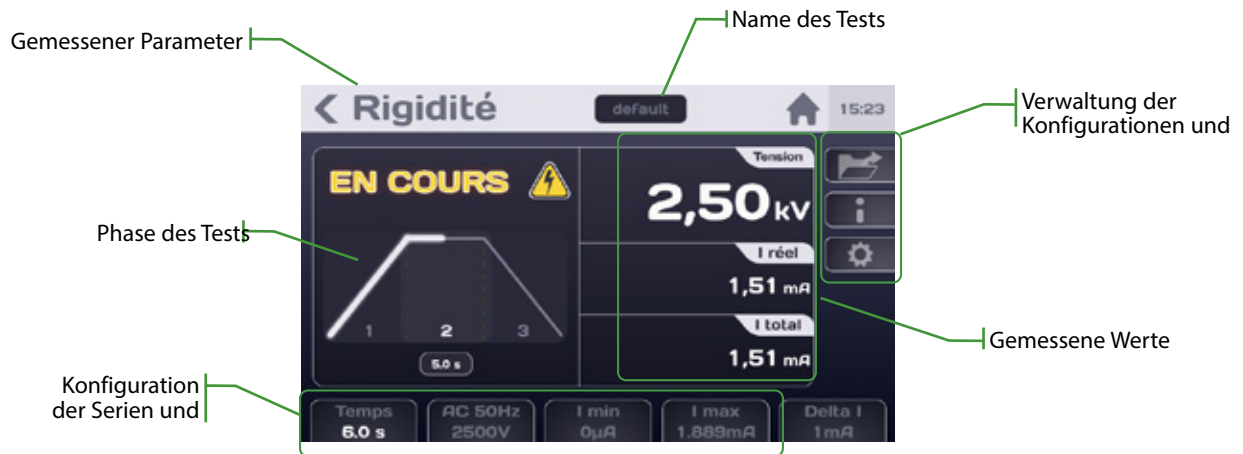 Name des Tests
Gemessener Parameter
Rigidité
default
15:23
Verwaltung der
Konfigurationen und
EN COURS
Tension
2,50 kV
Phase des Tests
I réel
1,51 mA
1
2
3
I total
1,51 mA
5.0 s
Gemessene Werte
Konfiguration
der Serien und
Temps
6.0 s
AC 50Hz
2500V
I min
0µA
I max
1.889mA
Delta I
1mA